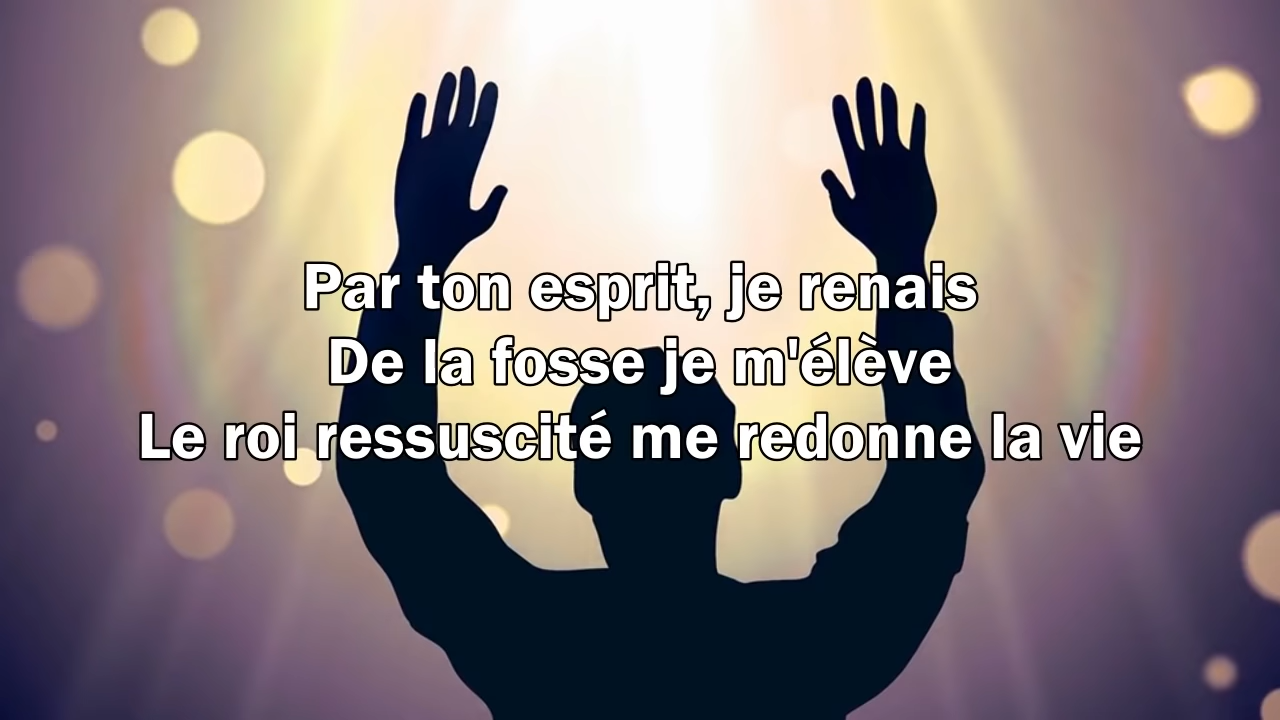 Par ton esprit, je renais
De la fosse je m'élève
Le roi ressuscité me redonne la vie